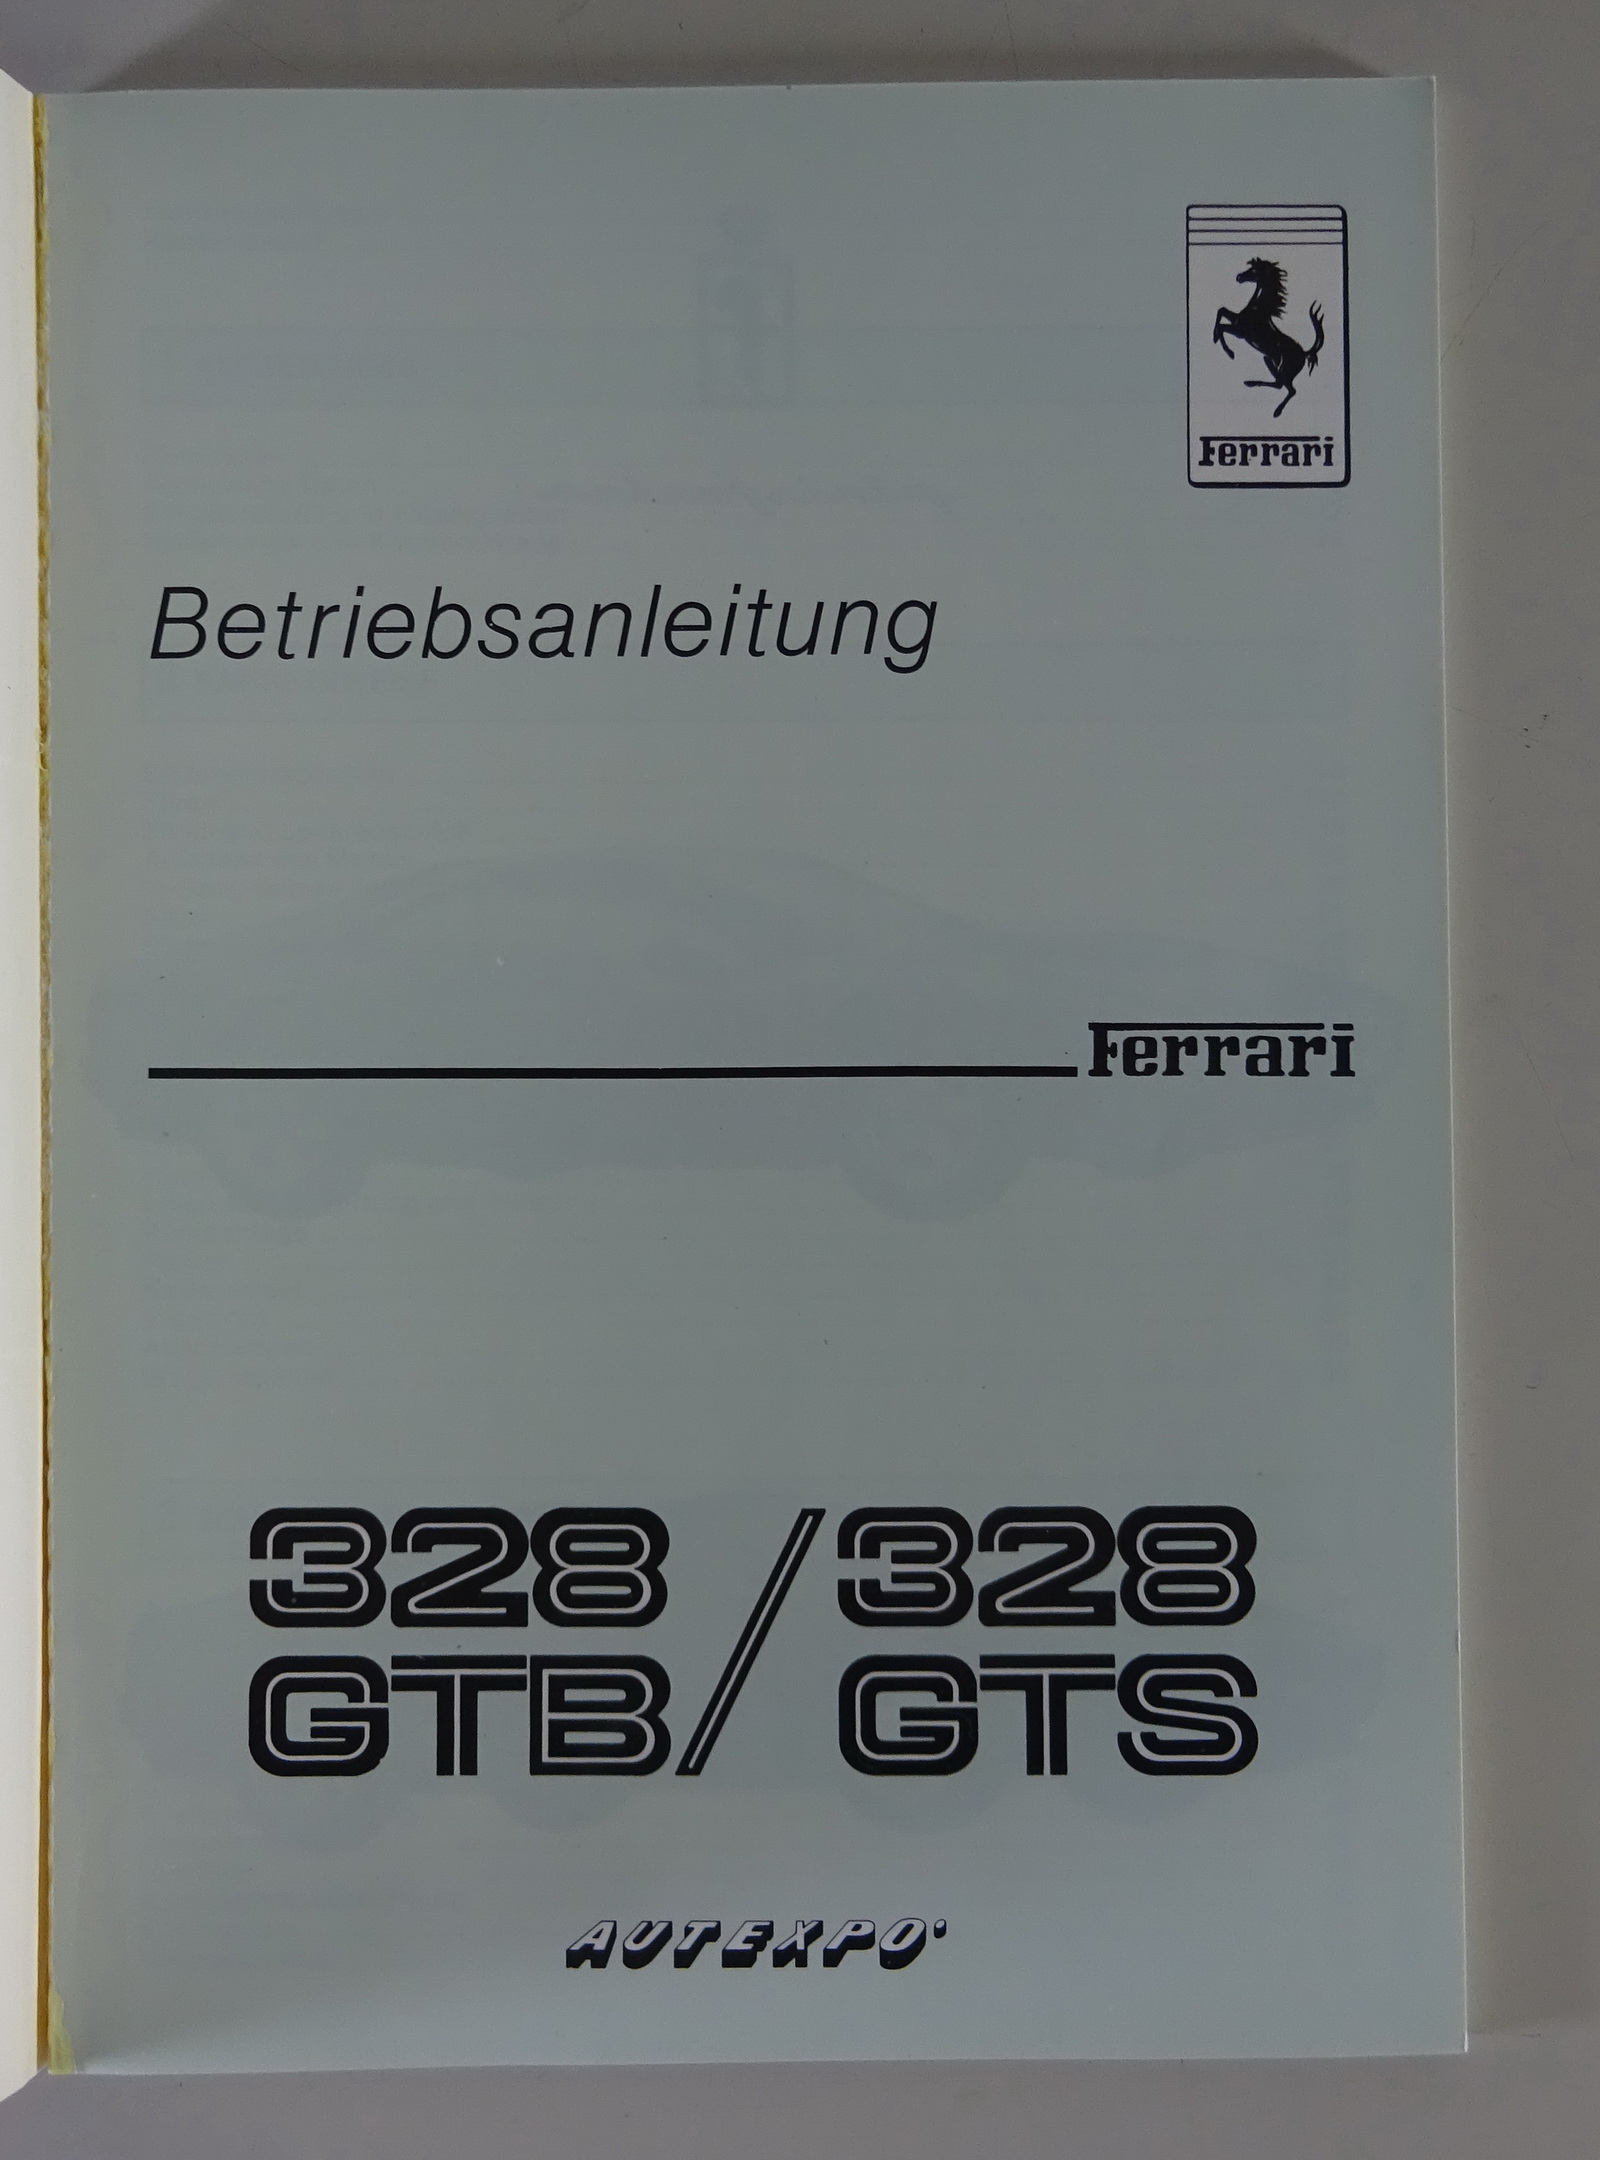 Ferrari
Betriebsanleitung
Ferrari
328 / 328
GTB / GTS
AUTEXPO'